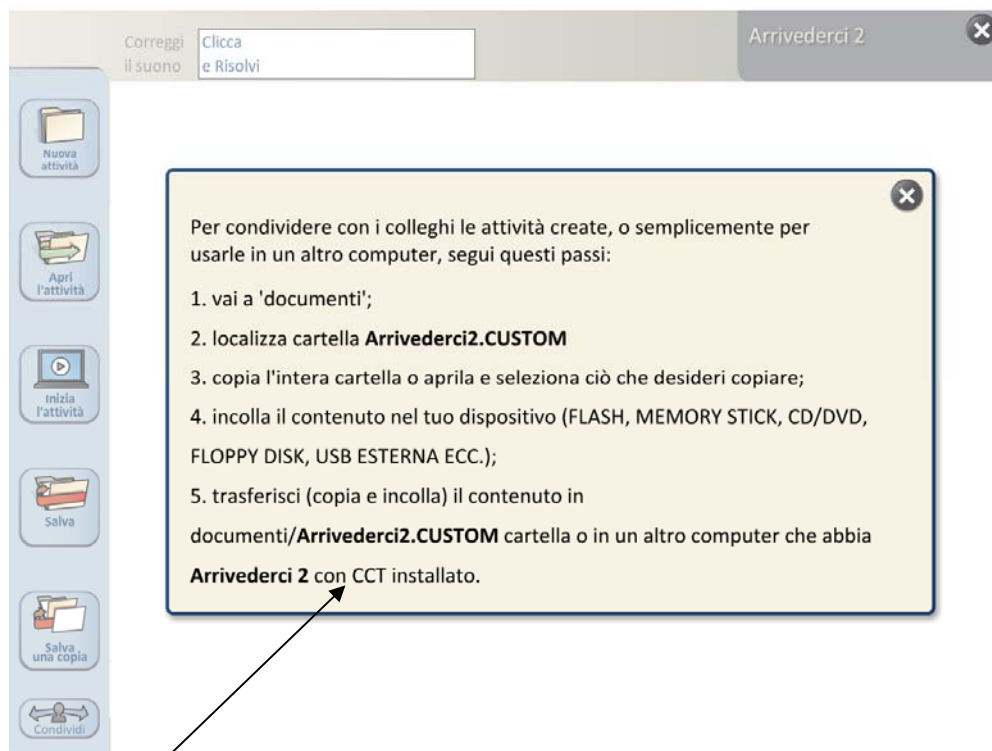 Correggi
il suono
Clicca
e Risolvi
Arrivederci 2
Nuova
attività
Apri
l'attività
Inizia
l'attività
Salva
Salva
una copia
Condividi
Per condividere con i colleghi le attività create, o semplicemente per
usarle in un altro computer, segui questi passi:
1. vai a 'documenti';
2. localizza cartella Arrivederci2.CUSTOM
3. copia l'intera cartella o aprila e seleziona ciò che desideri copiare;
4. incolla il contenuto nel tuo dispositivo (FLASH, MEMORY STICK, CD/DVD,
FLOPPY DISK, USB ESTERNA ECC.);
5. trasferisci (copia e incolla) il contenuto in
documenti/Arrivederci2.CUSTOM cartella o in un altro computer che abbia
Arrivederci 2 con CCT installato.